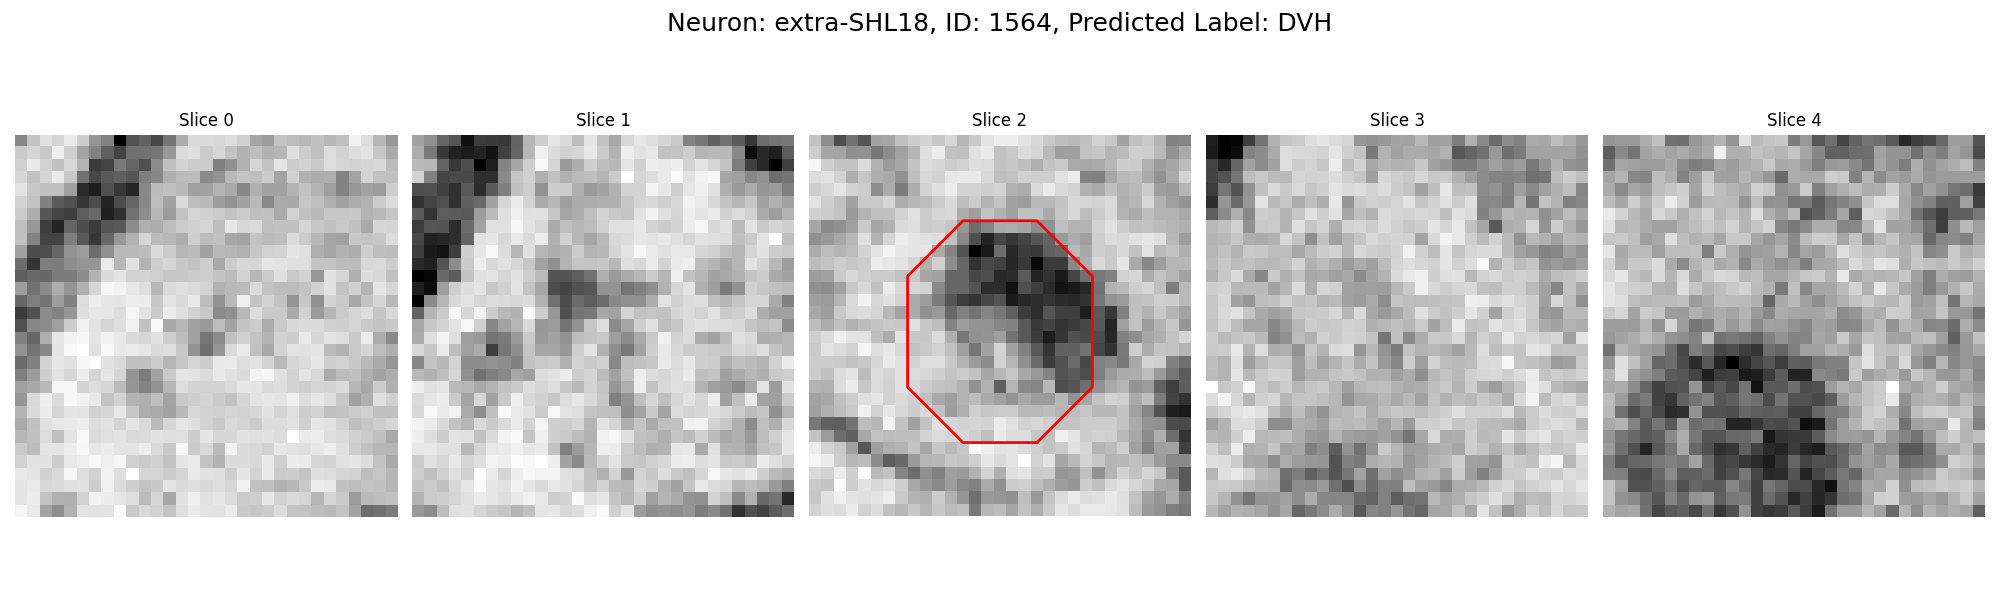 Neuron: extra-SHL18, ID: 1564, Predicted Label: DVH
Slice 0
Slice 1
Slice 2
Slice 3
Slice 4